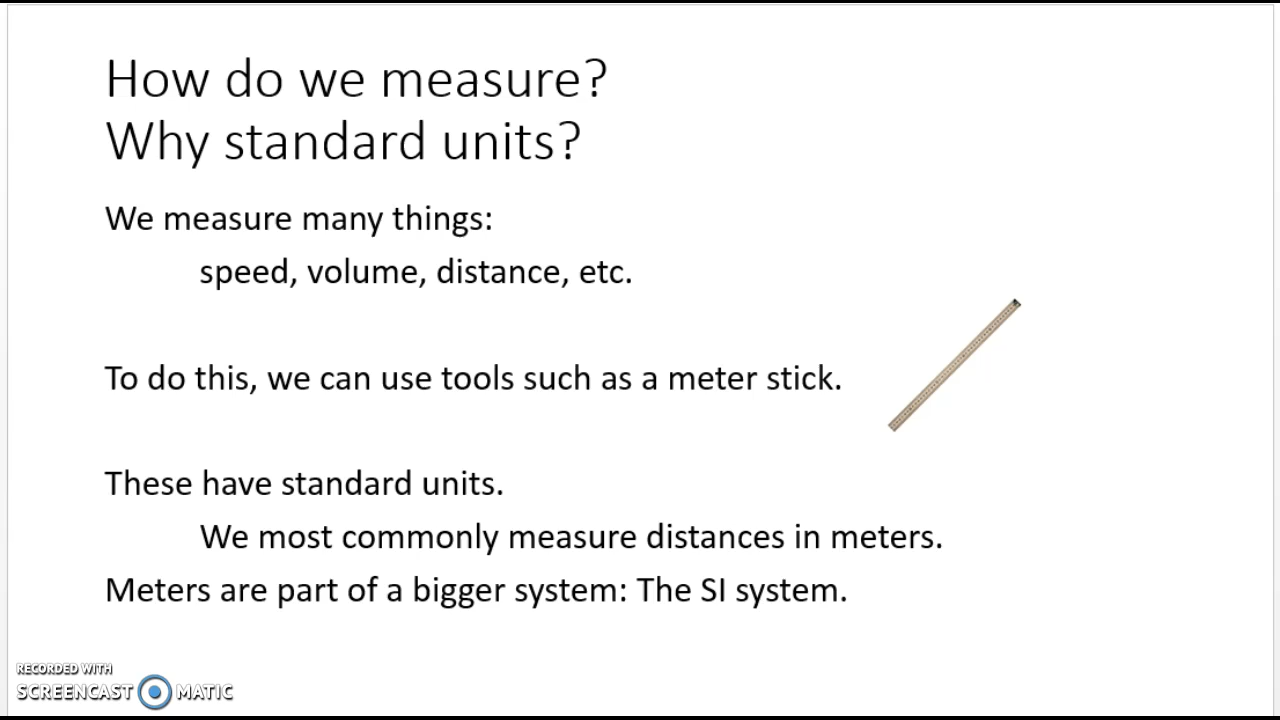 How do we measure?
Why standard units?
We measure many things:
speed, volume, distance, etc.
To do this, we can use tools such as a meter stick.
These have standard units.
We most commonly measure distances in meters.
Meters are part of a bigger system: The SI system.
RECORDED WITH
SCREENCAST MATIC